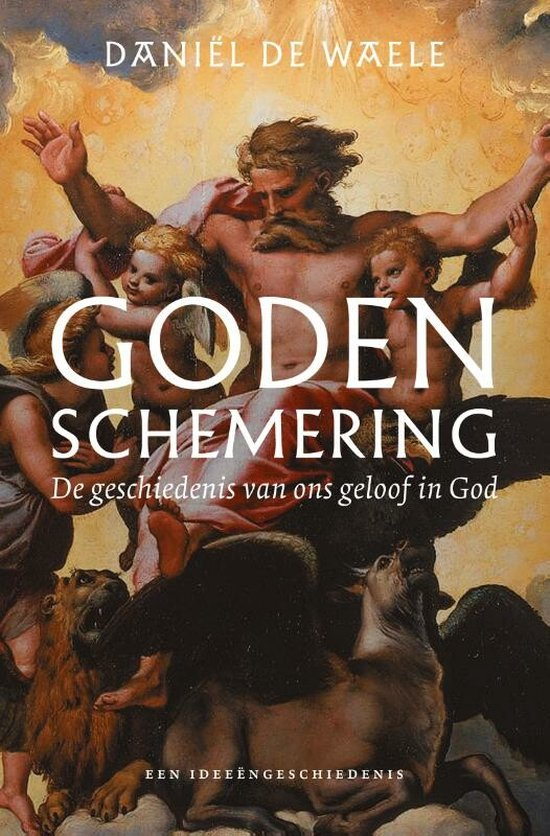 DANIËL DE WAELE
GODEN
SCHEMERING
De geschiedenis van ons geloof in God
EEN IDEEËNGESCHIEDENIS